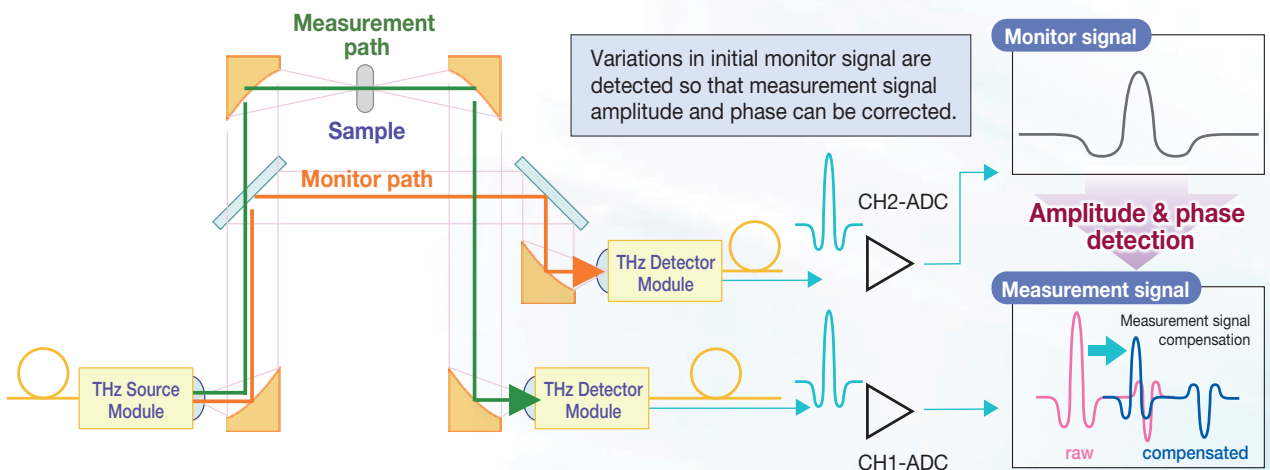 Measurement
path
Sample
Monitor path
Variations in initial monitor signal are
detected so that measurement signal
amplitude and phase can be corrected.
Monitor signal
CH2-ADC
Amplitude & phase
detection
THz Detector
Module
Measurement signal
Measurement signal
compensation
THz Source
Module
THz Detector
Module
CH1-ADC
raw
compensated